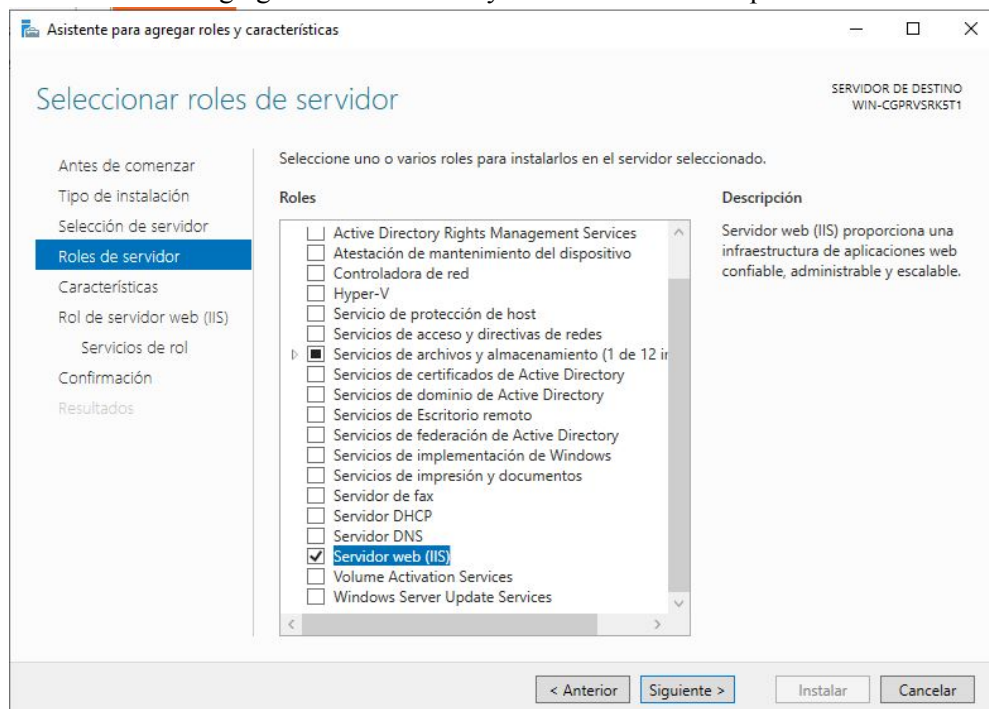 Asistente para agregar roles y características
Seleccionar roles de servidor
SERVIDOR DE DESTINO
WIN-CGPRVSRK5T1
Antes de comenzar
Tipo de instalación
Selección de servidor
Roles de servidor
Características
Rol de servidor web (IIS)
Servicios de rol
Confirmación
Resultados
Seleccione uno o varios roles para instalarlos en el servidor seleccionado.
Roles
Active Directory Rights Management Services
Atestación de mantenimiento del dispositivo
Controladora de red
Hyper-V
Servicio de protección de host
Servicios de acceso y directivas de redes
Servicios de archivos y almacenamiento (1 de 12 in
Servicios de certificados de Active Directory
Servicios de dominio de Active Directory
Servicios de Escritorio remoto
Servicios de federación de Active Directory
Servicios de implementación de Windows
Servicios de impresión y documentos
Servidor de fax
Servidor DHCP
Servidor DNS
Servidor web (IIS)
Volume Activation Services
Windows Server Update Services
Descripción
Servidor web (IIS) proporciona una
infraestructura de aplicaciones web
confiable, administrable y escalable.
< Anterior
Siguiente >
Instalar
Cancelar